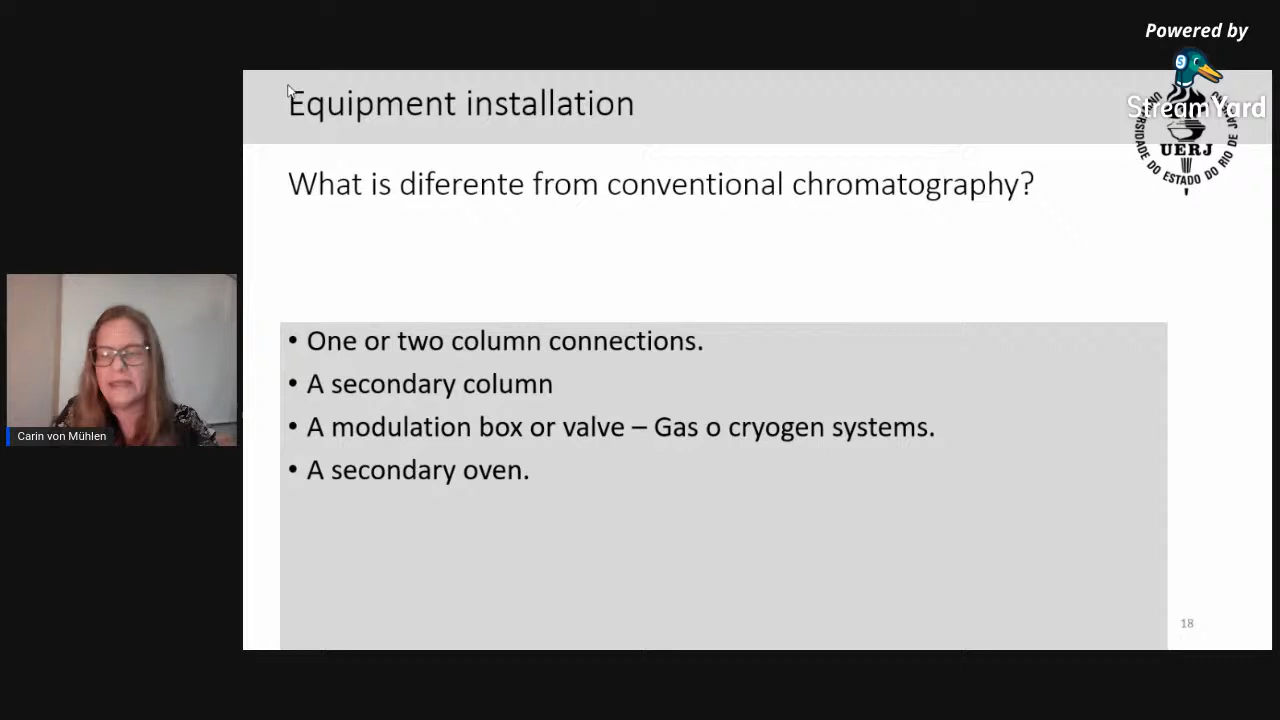 Powered by
StreamYard
Equipment installation
UNIVERSIDADE DO ESTADO DO RIO DE JAN
UERJ
What is diferente from conventional chromatography?
• One or two column connections.
• A secondary column
• A modulation box or valve – Gas o cryogen systems.
• A secondary oven.
Carin von Mühlen
18